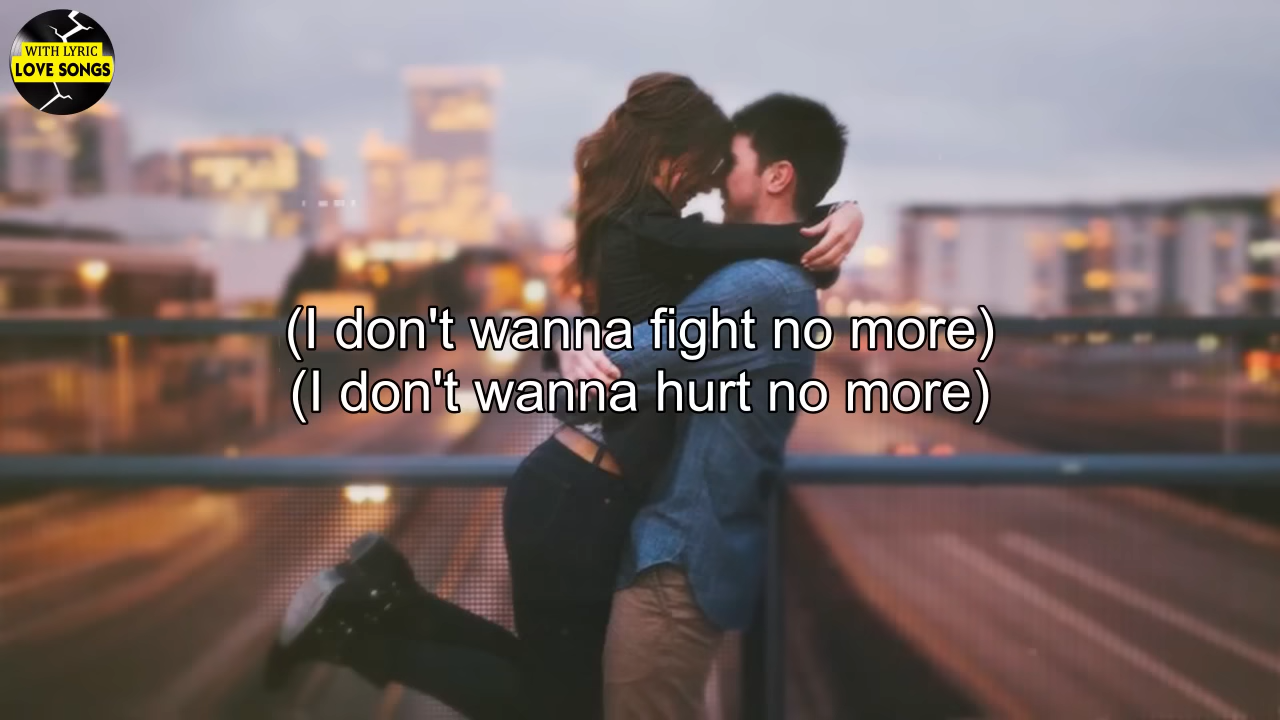 WITH LYRIC
LOVE SONGS
(I don't wanna fight no more)
(I don't wanna hurt no more)